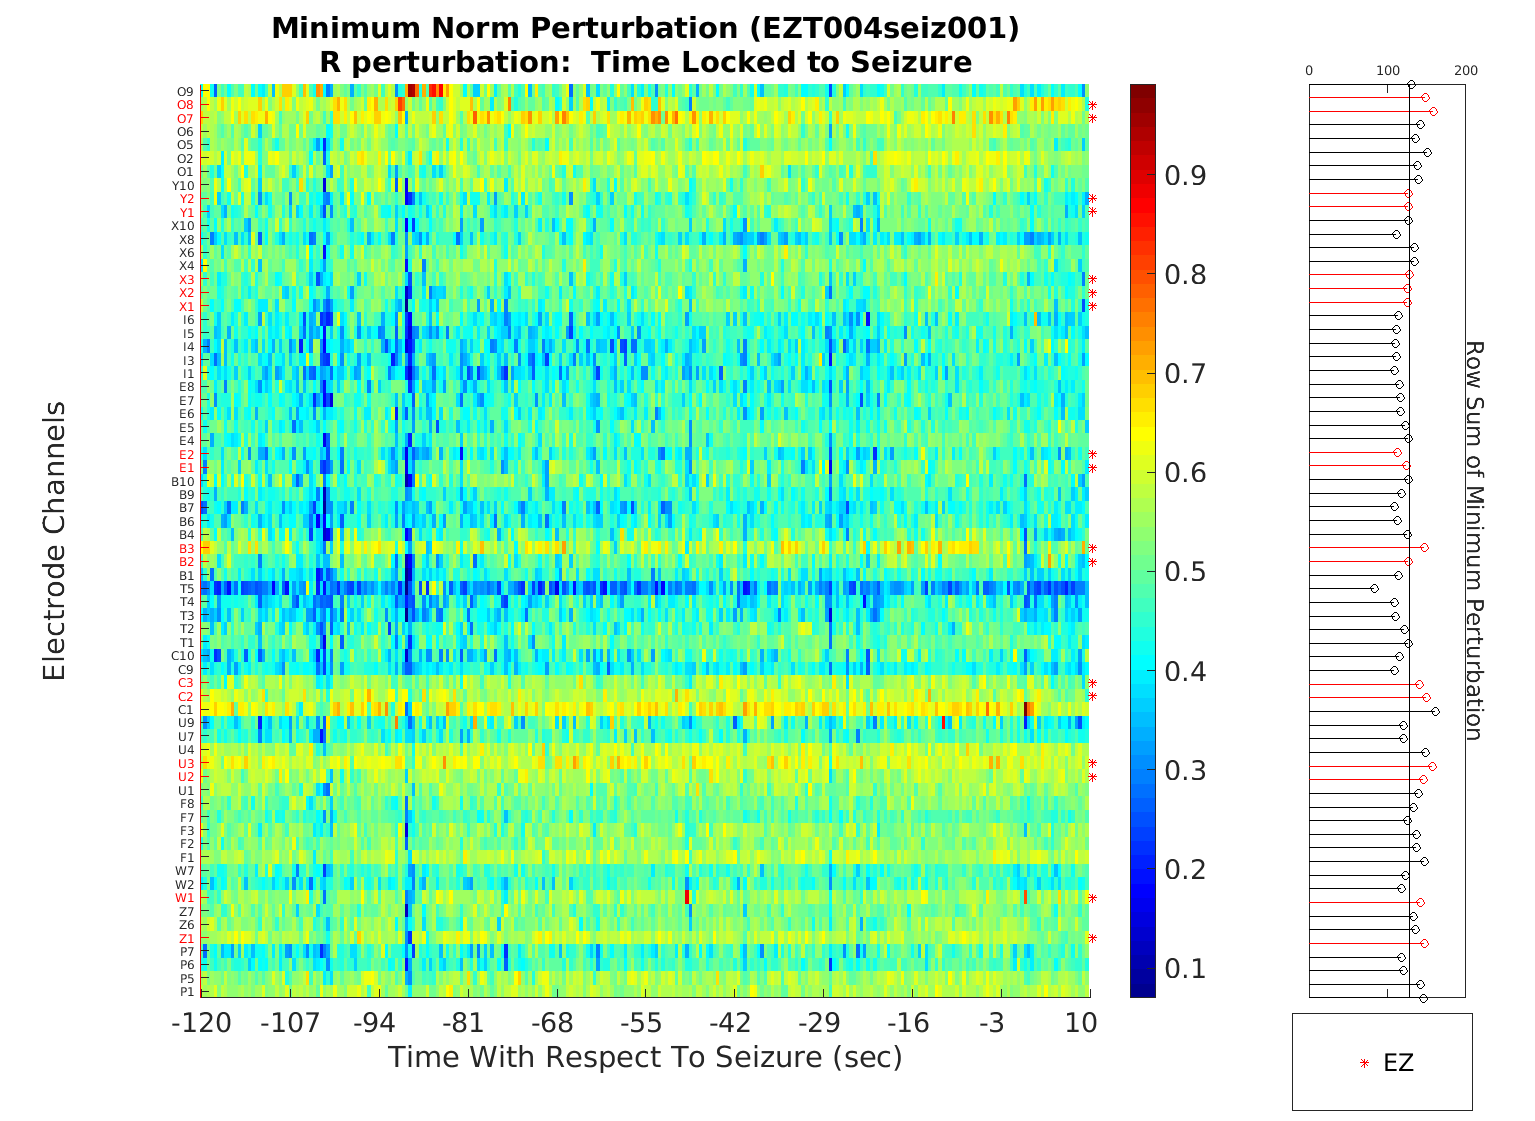 Minimum Norm Perturbation (EZT004seiz001)
R perturbation:  Time Locked to Seizure
Electrode Channels
O9
O8
O7
O6
O5
O2
O1
Y10
Y2
Y1
X10
X8
X6
X4
X3
X2
X1
I6
I5
I4
I3
I1
E8
E7
E6
E5
E4
E2
E1
B10
B9
B7
B6
B4
B3
B2
B1
T5
T4
T3
T2
T1
C10
C9
C3
C2
C1
U9
U7
U4
U3
U2
U1
F8
F7
F3
F2
F1
W7
W2
W1
Z7
Z6
Z1
P7
P6
P5
P1
-120 -107 -94 -81 -68 -55 -42 -29 -16 -3 10
Time With Respect To Seizure (sec)
0.9
0.8
0.7
0.6
0.5
0.4
0.3
0.2
0.1
0 100 200
Row Sum of Minimum Perturbation
EZ